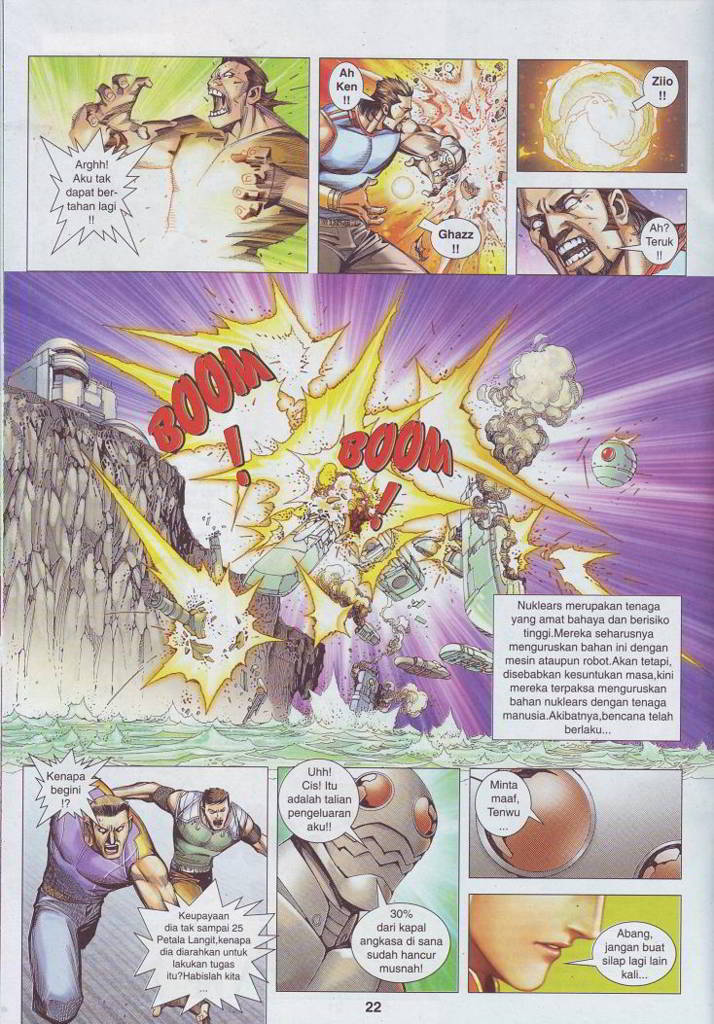 Arghh!
Aku tak
dapat ber-
tahan lagi
!!
Ah
Ken
!!
Ghazz
!!
Ziio
!!
Ah?
Teruk
!!
BOOM
!
BOOM
!
Nuklears merupakan tenaga
yang amat bahaya dan berisiko
tinggi.Mereka seharusnya
menguruskan bahan ini dengan
mesin ataupun robot.Akan tetapi,
disebabkan kesuntukan masa,kini
mereka terpaksa menguruskan
bahan nuklears dengan tenaga
manusia.Akibatnya,bencana telah
berlaku...
Kenapa
begini
!?
Keupayaan
dia tak sampai 25
Petala Langit,kenapa
dia diarahkan untuk
lakukan tugas
itu?Habislah kita
...
Uhh!
Cis! Itu
adalah talian
pengeluaran
aku!!
30%
dari kapal
angkasa di sana
sudah hancur
musnah!
Minta
maaf,
Tenwu
...
Abang,
jangan buat
silap lagi lain
kali...
22